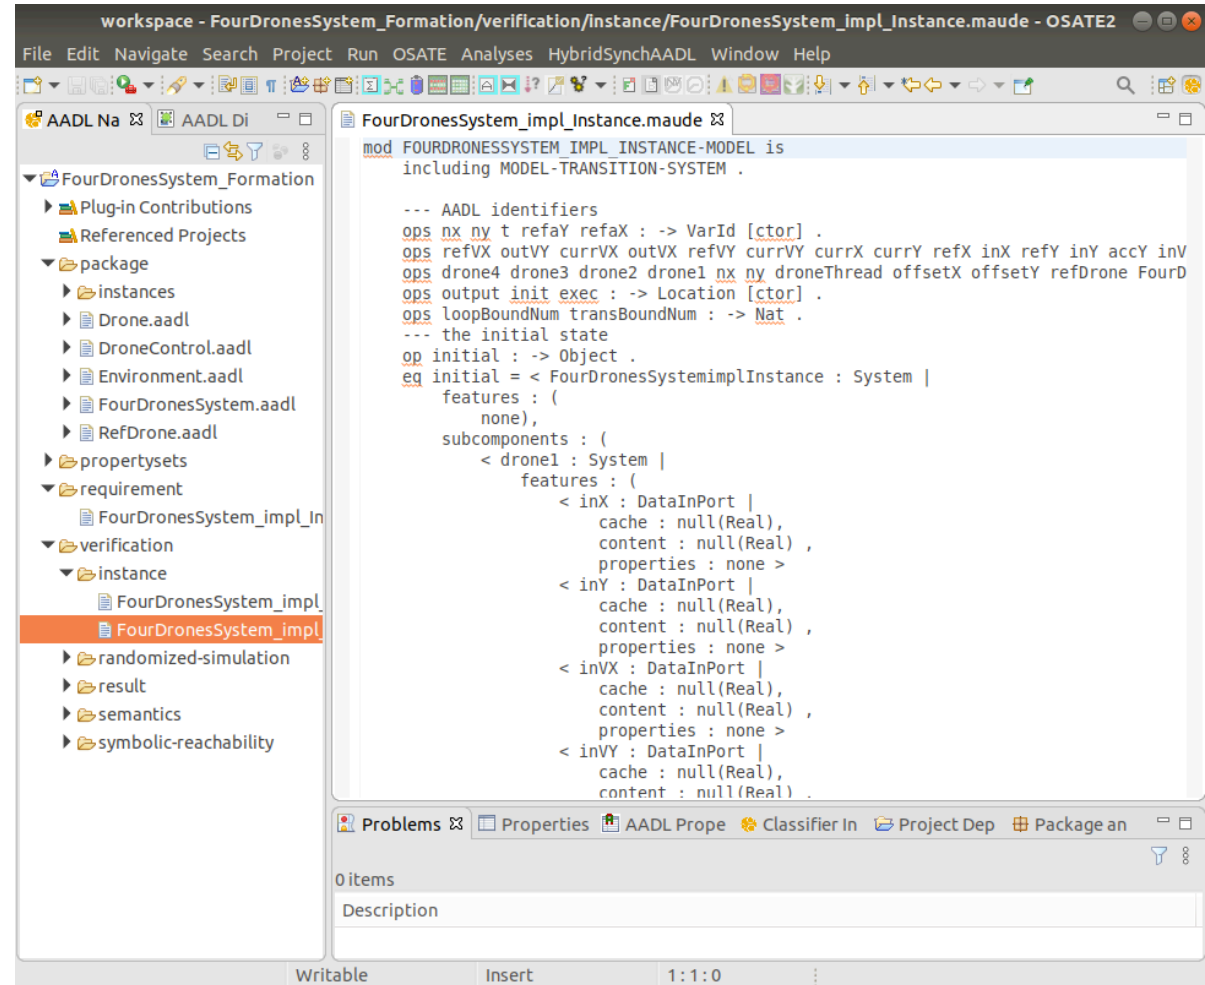 workspace - FourDronesSystem_Formation/verification/instance/FourDronesSystem_impl_Instance.maude - OSATE2
File Edit Navigate Search Project Run OSATE Analyses HybridSynchAADL Window Help
AADL Na AADL Di
FourDronesSystem_Formation
Plug-in Contributions
Referenced Projects
package
instances
Drone.aadl
DroneControl.aadl
Environment.aadl
FourDronesSystem.aadl
RefDrone.aadl
propertysets
requirement
FourDronesSystem_impl_In
verification
instance
FourDronesSystem_impl_
FourDronesSystem_impl_
randomized-simulation
result
semantics
symbolic-reachability
FourDronesSystem_impl_Instance.maude
mod FOURDRONESSYSTEM_IMPL_INSTANCE-MODEL is
including MODEL-TRANSITION-SYSTEM .
--- AADL identifiers
ops nx ny t refaY refaX : -> VarId [ctor] .
ops refVX outVY currVX outVX refVY currVY currX currY refX inX refY inY accY inV
ops drone4 drone3 drone2 drone1 nx ny droneThread offsetX offsetY refDrone FourD
ops output init exec : -> Location [ctor] .
ops loopBoundNum transBoundNum : -> Nat .
--- the initial state
op initial : -> Object .
eq initial = < FourDronesSystemimplInstance : System |
features : (
none),
subcomponents : (
< drone1 : System |
features : (
< inX : DataInPort |
cache : null(Real),
content : null(Real) ,
properties : none >
< inY : DataInPort |
cache : null(Real),
content : null(Real) ,
properties : none >
< inVX : DataInPort |
cache : null(Real),
content : null(Real) ,
properties : none >
< inVY : DataInPort |
cache : null(Real),
content : null(Real) ,
Problems Properties AADL Prope Classifier In Project Dep Package an
0 items
Description
Writable Insert 1:1:0